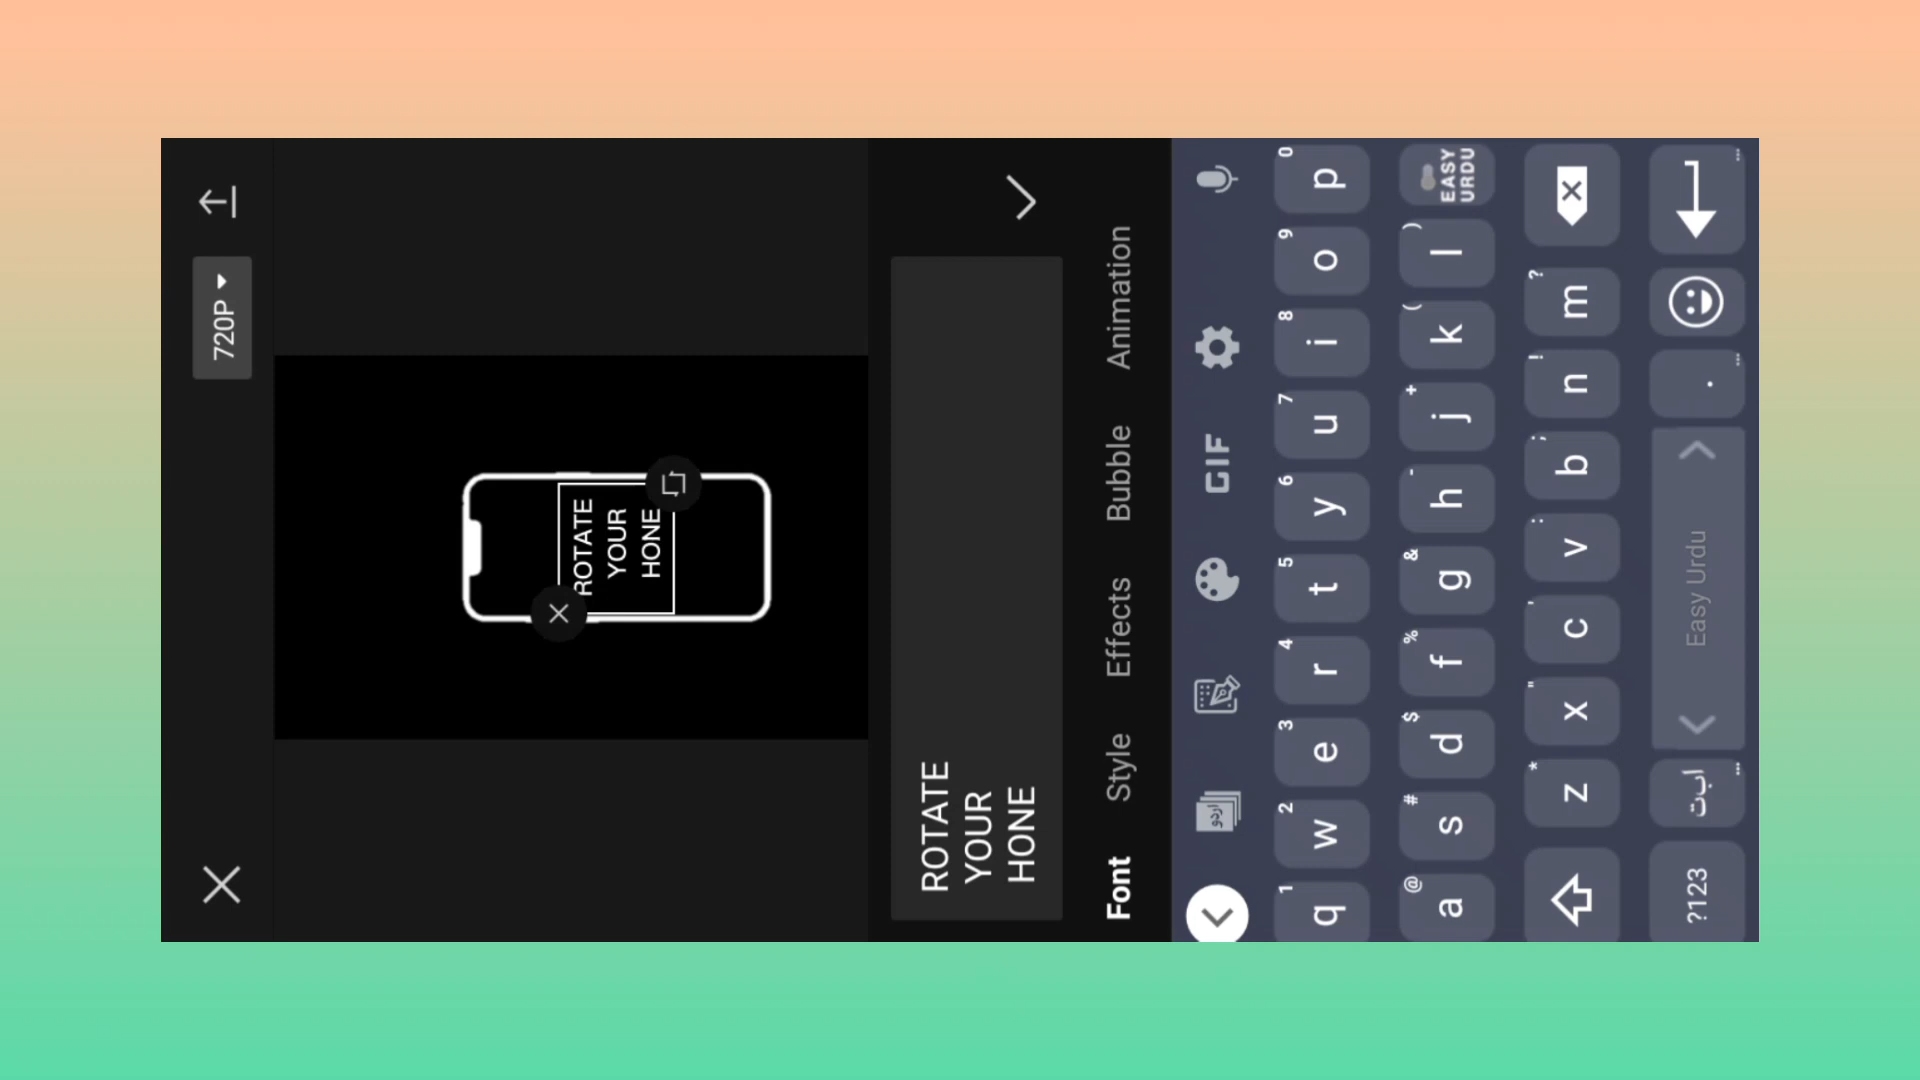 720P
ROTATE
YOUR
HONE
ROTATE
YOUR
HONE
Font Style Effects Bubble Animation
اردو GIF
1 2 3 4 5 6 7 8 9 0
q w e r t y u i o p
@ # $ % & - + ( )
a s d f g h j k l EASY URDU
* " ' : ; ! ?
z x c v b n m
?123 ا ب ت Easy Urdu .